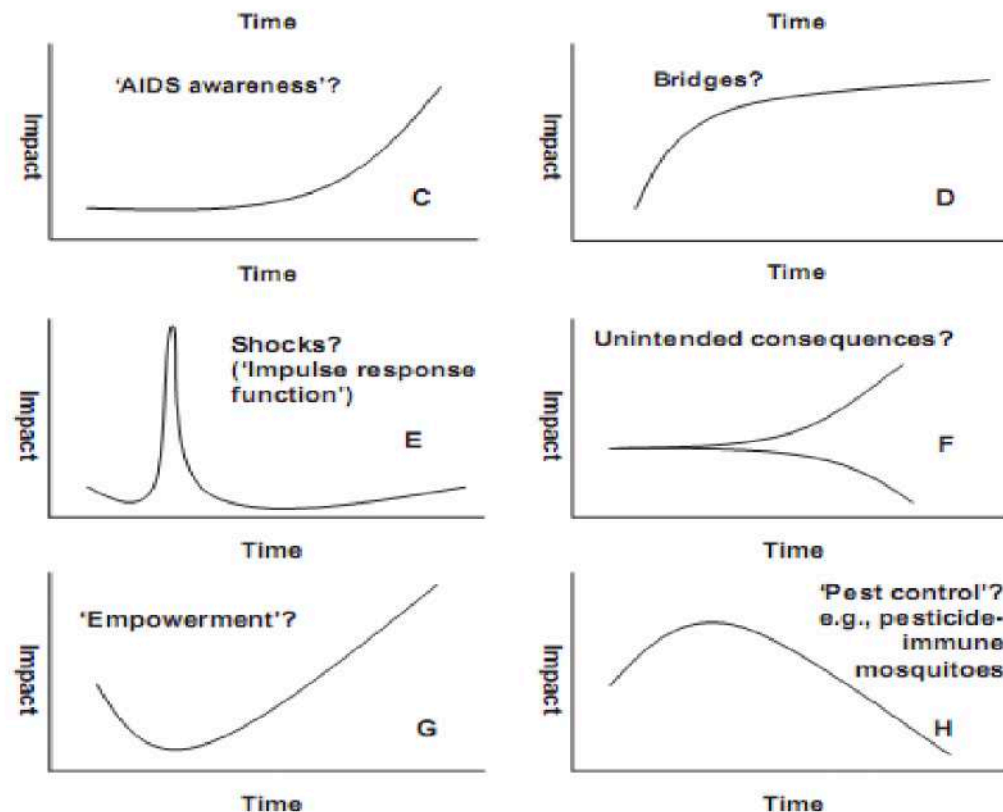 Time
Time
Impact
'AIDS awareness'?
C
Impact
Bridges?
D
Time
Time
Impact
Shocks?
('Impulse response
function')
E
Impact
Unintended consequences?
F
Time
Time
Impact
'Empowerment'?
G
Impact
'Pest control'?
e.g., pesticide-
immune
mosquitoes
H
Time
Time